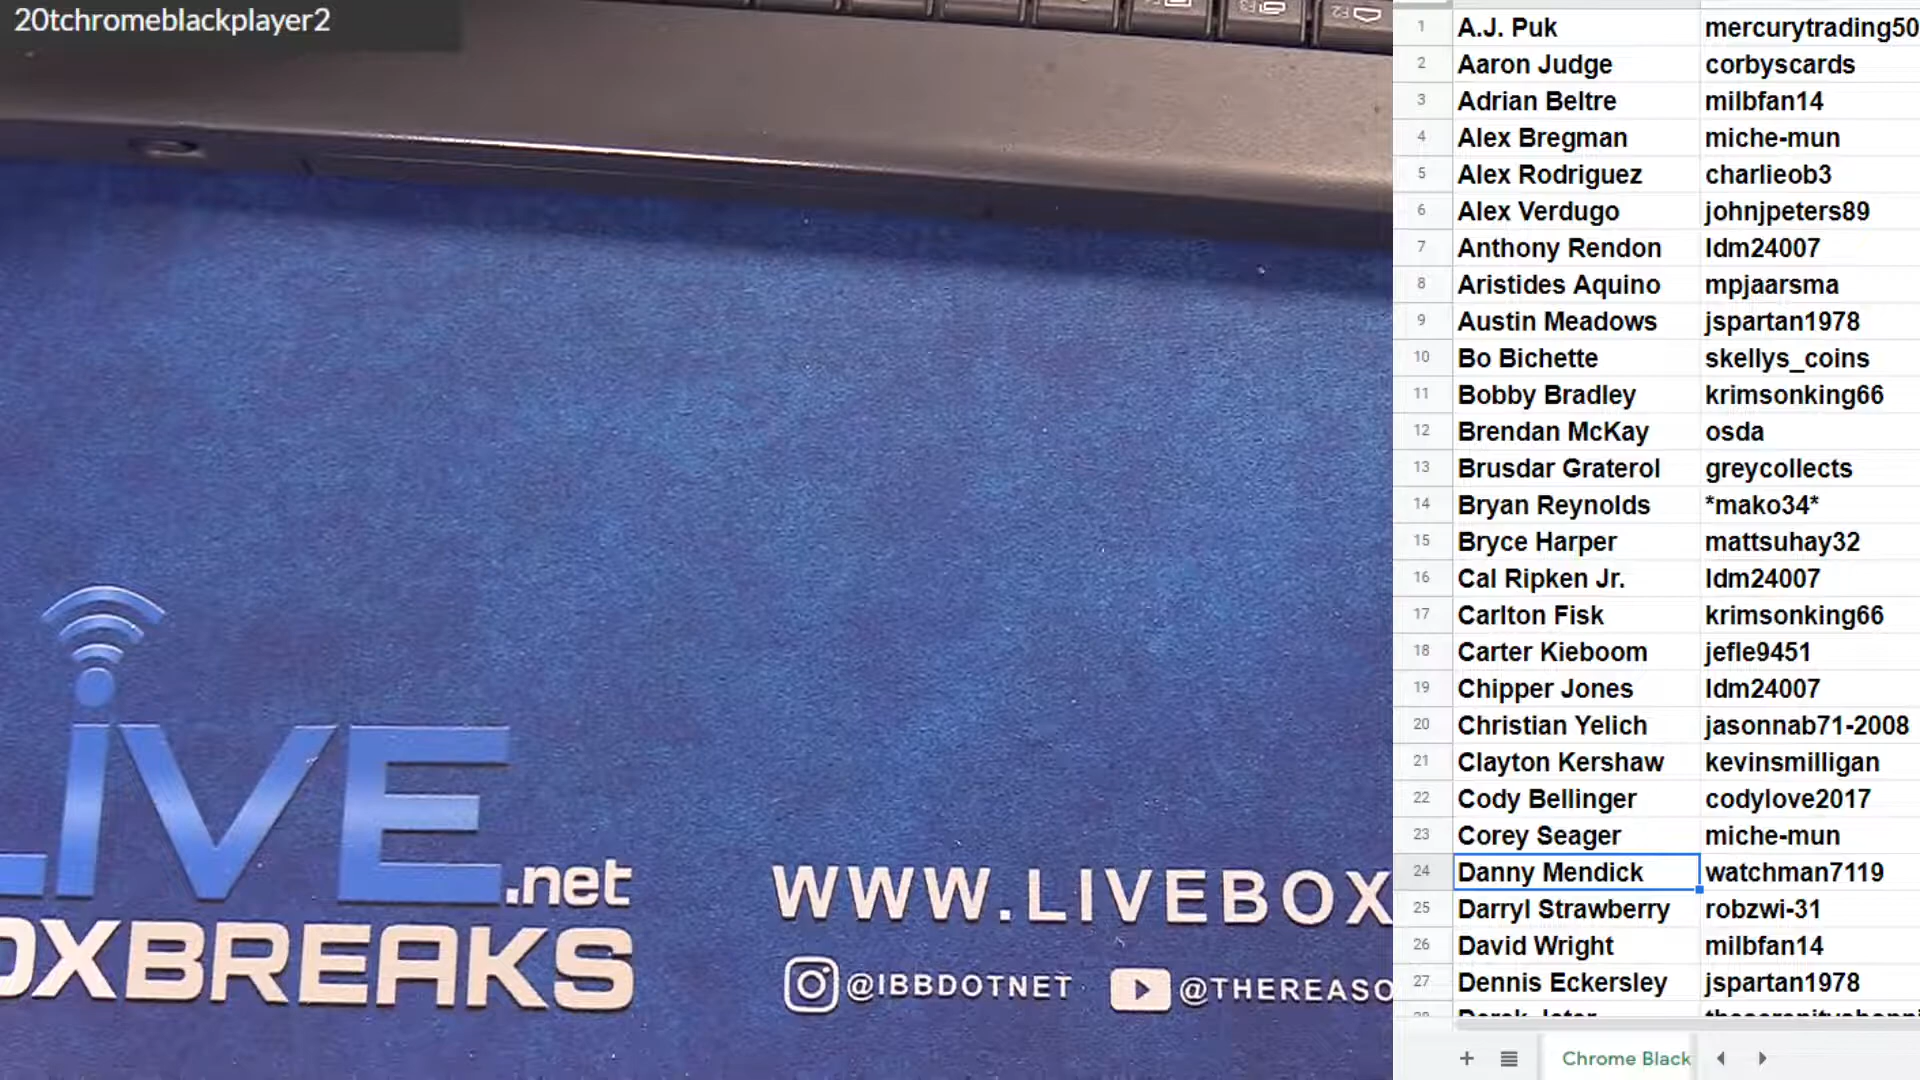 20tchromeblackplayer2
LIVE
.net
OXBREAKS
WWW.LIVEBOX
@IBBDOTNET
@THEREASO
1 A.J. Puk mercurytrading50
2 Aaron Judge corbyscards
3 Adrian Beltre milbfan14
4 Alex Bregman miche-mun
5 Alex Rodriguez charlieob3
6 Alex Verdugo johnjpeters89
7 Anthony Rendon ldm24007
8 Aristides Aquino mpjaarsma
9 Austin Meadows jspartan1978
10 Bo Bichette skellys_coins
11 Bobby Bradley krimsonking66
12 Brendan McKay osda
13 Brusdar Graterol greycollects
14 Bryan Reynolds *mako34*
15 Bryce Harper mattsuhay32
16 Cal Ripken Jr. ldm24007
17 Carlton Fisk krimsonking66
18 Carter Kieboom jefle9451
19 Chipper Jones ldm24007
20 Christian Yelich jasonnab71-2008
21 Clayton Kershaw kevinsmilligan
22 Cody Bellinger codylove2017
23 Corey Seager miche-mun
24 Danny Mendick watchman7119
25 Darryl Strawberry robzwi-31
26 David Wright milbfan14
27 Dennis Eckersley jspartan1978
Chrome Black